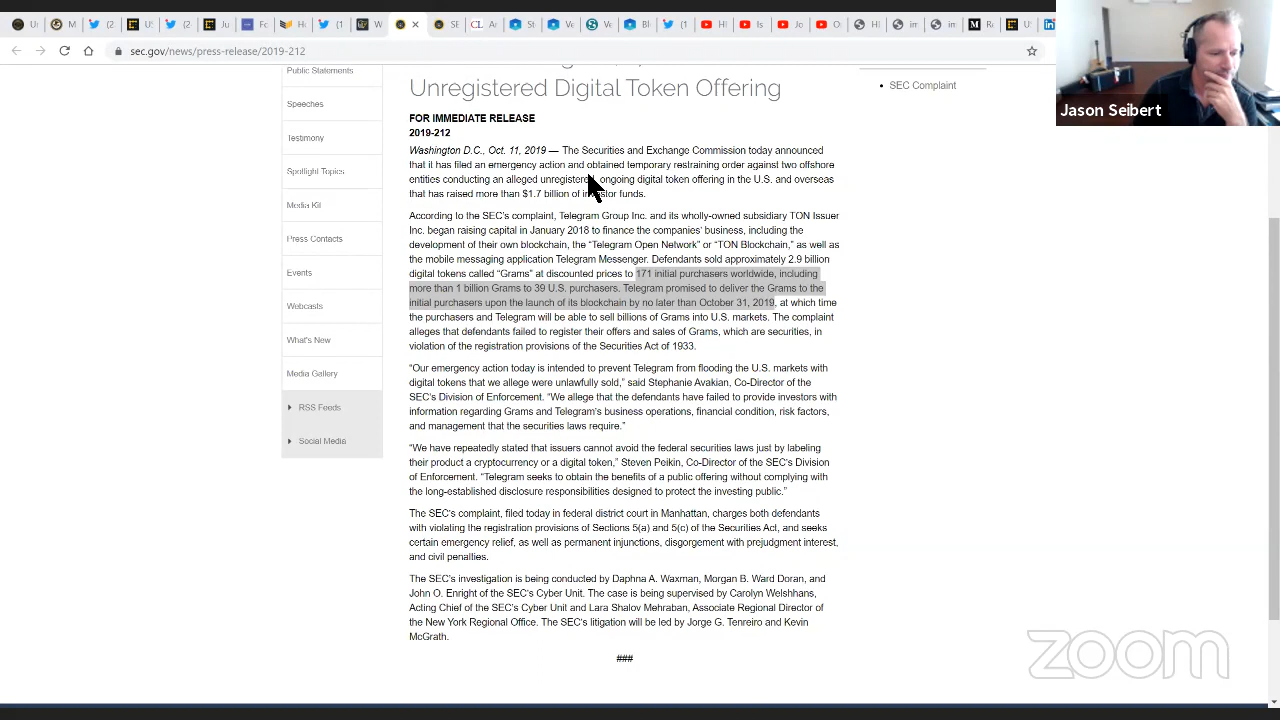 sec.gov/news/press-release/2019-212
Jason Seibert
Public Statements
Speeches
Testimony
Spotlight Topics
Media Kit
Press Contacts
Events
Webcasts
What's New
Media Gallery
RSS Feeds
Social Media
Unregistered Digital Token Offering
SEC Complaint
FOR IMMEDIATE RELEASE
2019-212
Washington D.C., Oct. 11, 2019 — The Securities and Exchange Commission today announced
that it has filed an emergency action and obtained temporary restraining order against two offshore
entities conducting an alleged unregistered, ongoing digital token offering in the U.S. and overseas
that has raised more than $1.7 billion of investor funds.
According to the SEC's complaint, Telegram Group Inc. and its wholly-owned subsidiary TON Issuer
Inc. began raising capital in January 2018 to finance the companies' business, including the
development of their own blockchain, the “Telegram Open Network” or “TON Blockchain,” as well as
the mobile messaging application Telegram Messenger. Defendants sold approximately 2.9 billion
digital tokens called “Grams” at discounted prices to 171 initial purchasers worldwide, including
more than 1 billion Grams to 39 U.S. purchasers. Telegram promised to deliver the Grams to the
initial purchasers upon the launch of its blockchain by no later than October 31, 2019, at which time
the purchasers and Telegram will be able to sell billions of Grams into U.S. markets. The complaint
alleges that defendants failed to register their offers and sales of Grams, which are securities, in
violation of the registration provisions of the Securities Act of 1933.
“Our emergency action today is intended to prevent Telegram from flooding the U.S. markets with
digital tokens that we allege were unlawfully sold,” said Stephanie Avakian, Co-Director of the
SEC's Division of Enforcement. “We allege that the defendants have failed to provide investors with
information regarding Grams and Telegram's business operations, financial condition, risk factors,
and management that the securities laws require.”
“We have repeatedly stated that issuers cannot avoid the federal securities laws just by labeling
their product a cryptocurrency or a digital token,” Steven Peikin, Co-Director of the SEC's Division
of Enforcement. “Telegram seeks to obtain the benefits of a public offering without complying with
the long-established disclosure responsibilities designed to protect the investing public.”
The SEC's complaint, filed today in federal district court in Manhattan, charges both defendants
with violating the registration provisions of Sections 5(a) and 5(c) of the Securities Act, and seeks
certain emergency relief, as well as permanent injunctions, disgorgement with prejudgment interest,
and civil penalties.
The SEC's investigation is being conducted by Daphna A. Waxman, Morgan B. Ward Doran, and
John O. Enright of the SEC's Cyber Unit. The case is being supervised by Carolyn Welshhans,
Acting Chief of the SEC's Cyber Unit and Lara Shalov Mehraban, Associate Regional Director of
the New York Regional Office. The SEC's litigation will be led by Jorge G. Tenreiro and Kevin
McGrath.
###
zoom